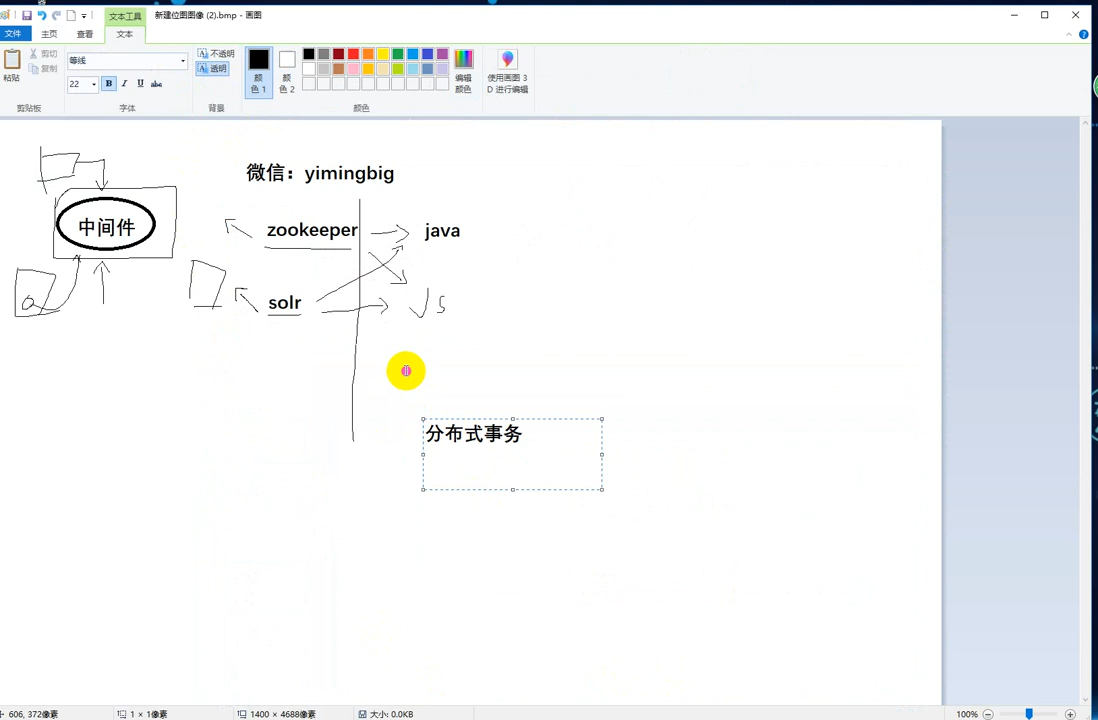 新建位图图像 (2).bmp - 画图
文本工具
文件
主页
查看
文本
粘贴
剪切
复制
剪贴板
等线
22
B I U abc
字体
不透明
透明
背景
颜色 1
颜色 2
颜色
编辑颜色
使用画图 3D 进行编辑
微信：yimingbig
中间件
zookeeper
java
solr
JS
分布式事务
606, 372像素
1 × 1像素
1400 × 4688像素
大小: 0.0KB
100%